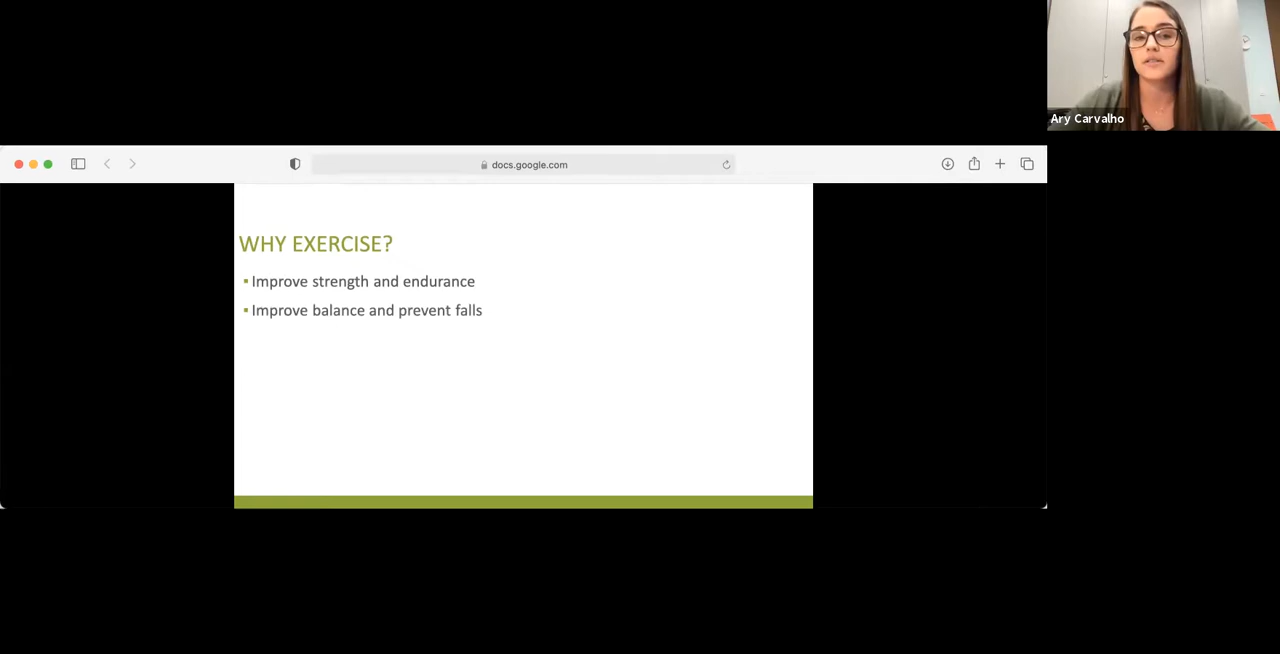 Ary Carvalho
docs.google.com
WHY EXERCISE?
▪ Improve strength and endurance
▪ Improve balance and prevent falls